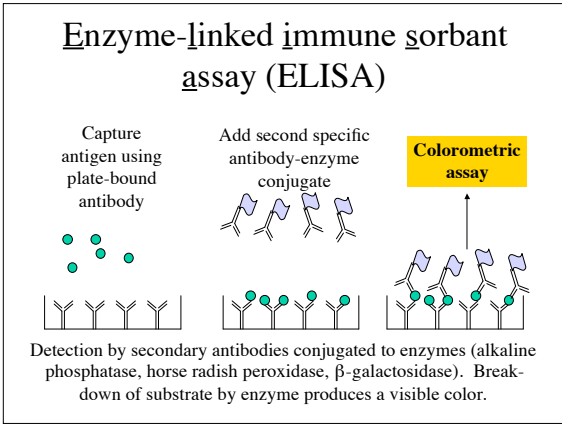 Enzyme-linked immune sorbant
assay (ELISA)
Capture
antigen using
plate-bound
antibody
Add second specific
antibody-enzyme
conjugate
Colorometric
assay
Detection by secondary antibodies conjugated to enzymes (alkaline
phosphatase, horse radish peroxidase, β-galactosidase).  Break-
down of substrate by enzyme produces a visible color.